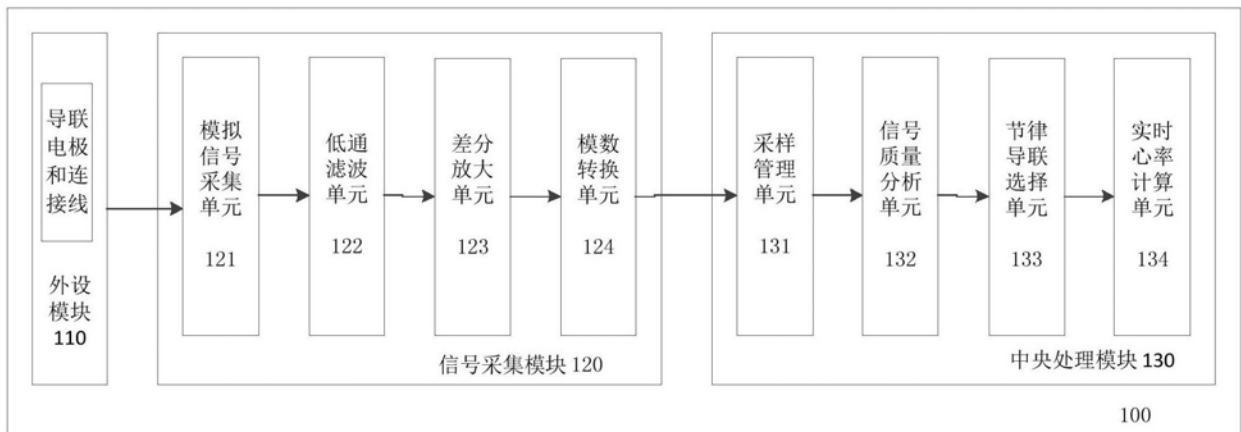 导联
电极
和连
接线
外设
模块
110
模拟
信号
采集
单元
121
低通
滤波
单元
122
差分
放大
单元
123
模数
转换
单元
124
信号采集模块 120
采样
管理
单元
131
信号
质量
分析
单元
132
节律
导联
选择
单元
133
实时
心率
计算
单元
134
中央处理模块 130
100